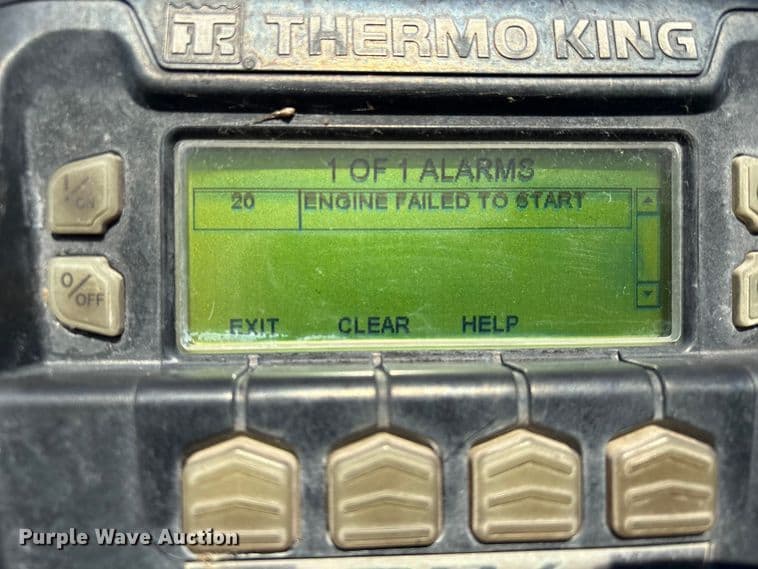 TK ® THERMO KING
1 OF 1 ALARMS
20 ENGINE FAILED TO START
I/ON
O/OFF
EXIT CLEAR HELP
Purple Wave Auction